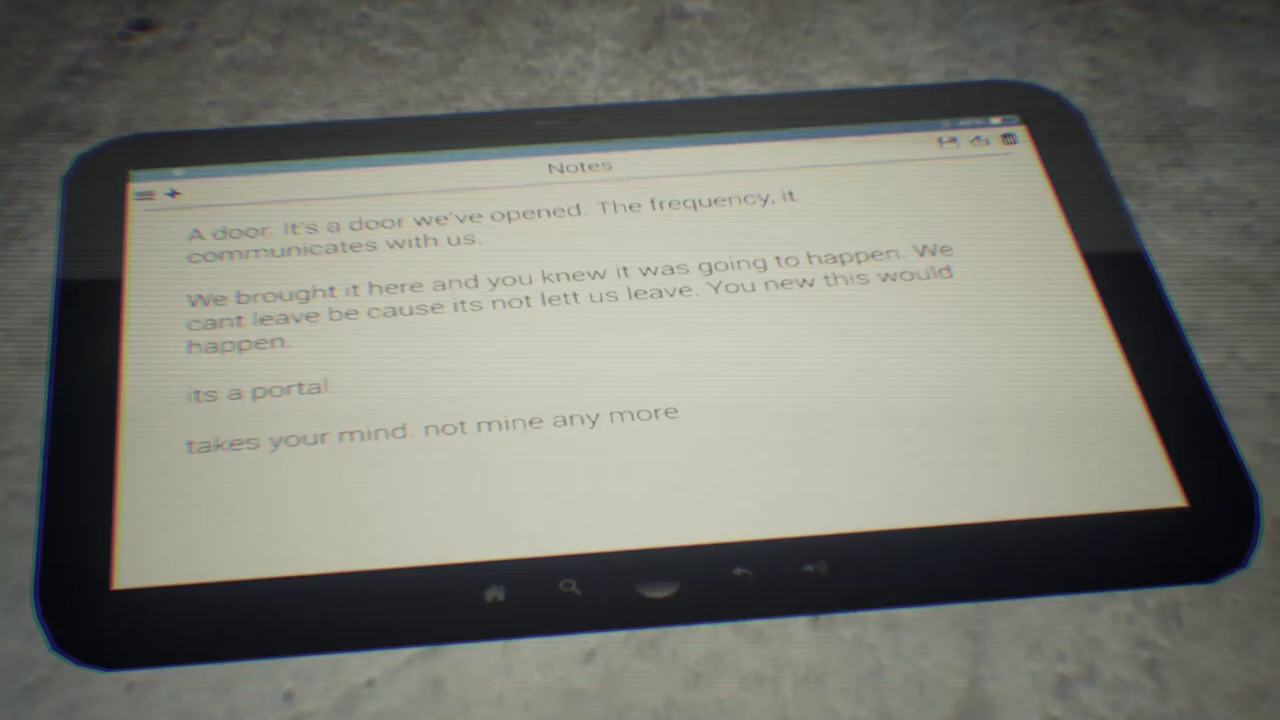 Notes
A door. It's a door we've opened. The frequency, it
communicates with us.
We brought it here and you knew it was going to happen. We
cant leave be cause its not lett us leave. You new this would
happen.
its a portal
takes your mind. not mine any more